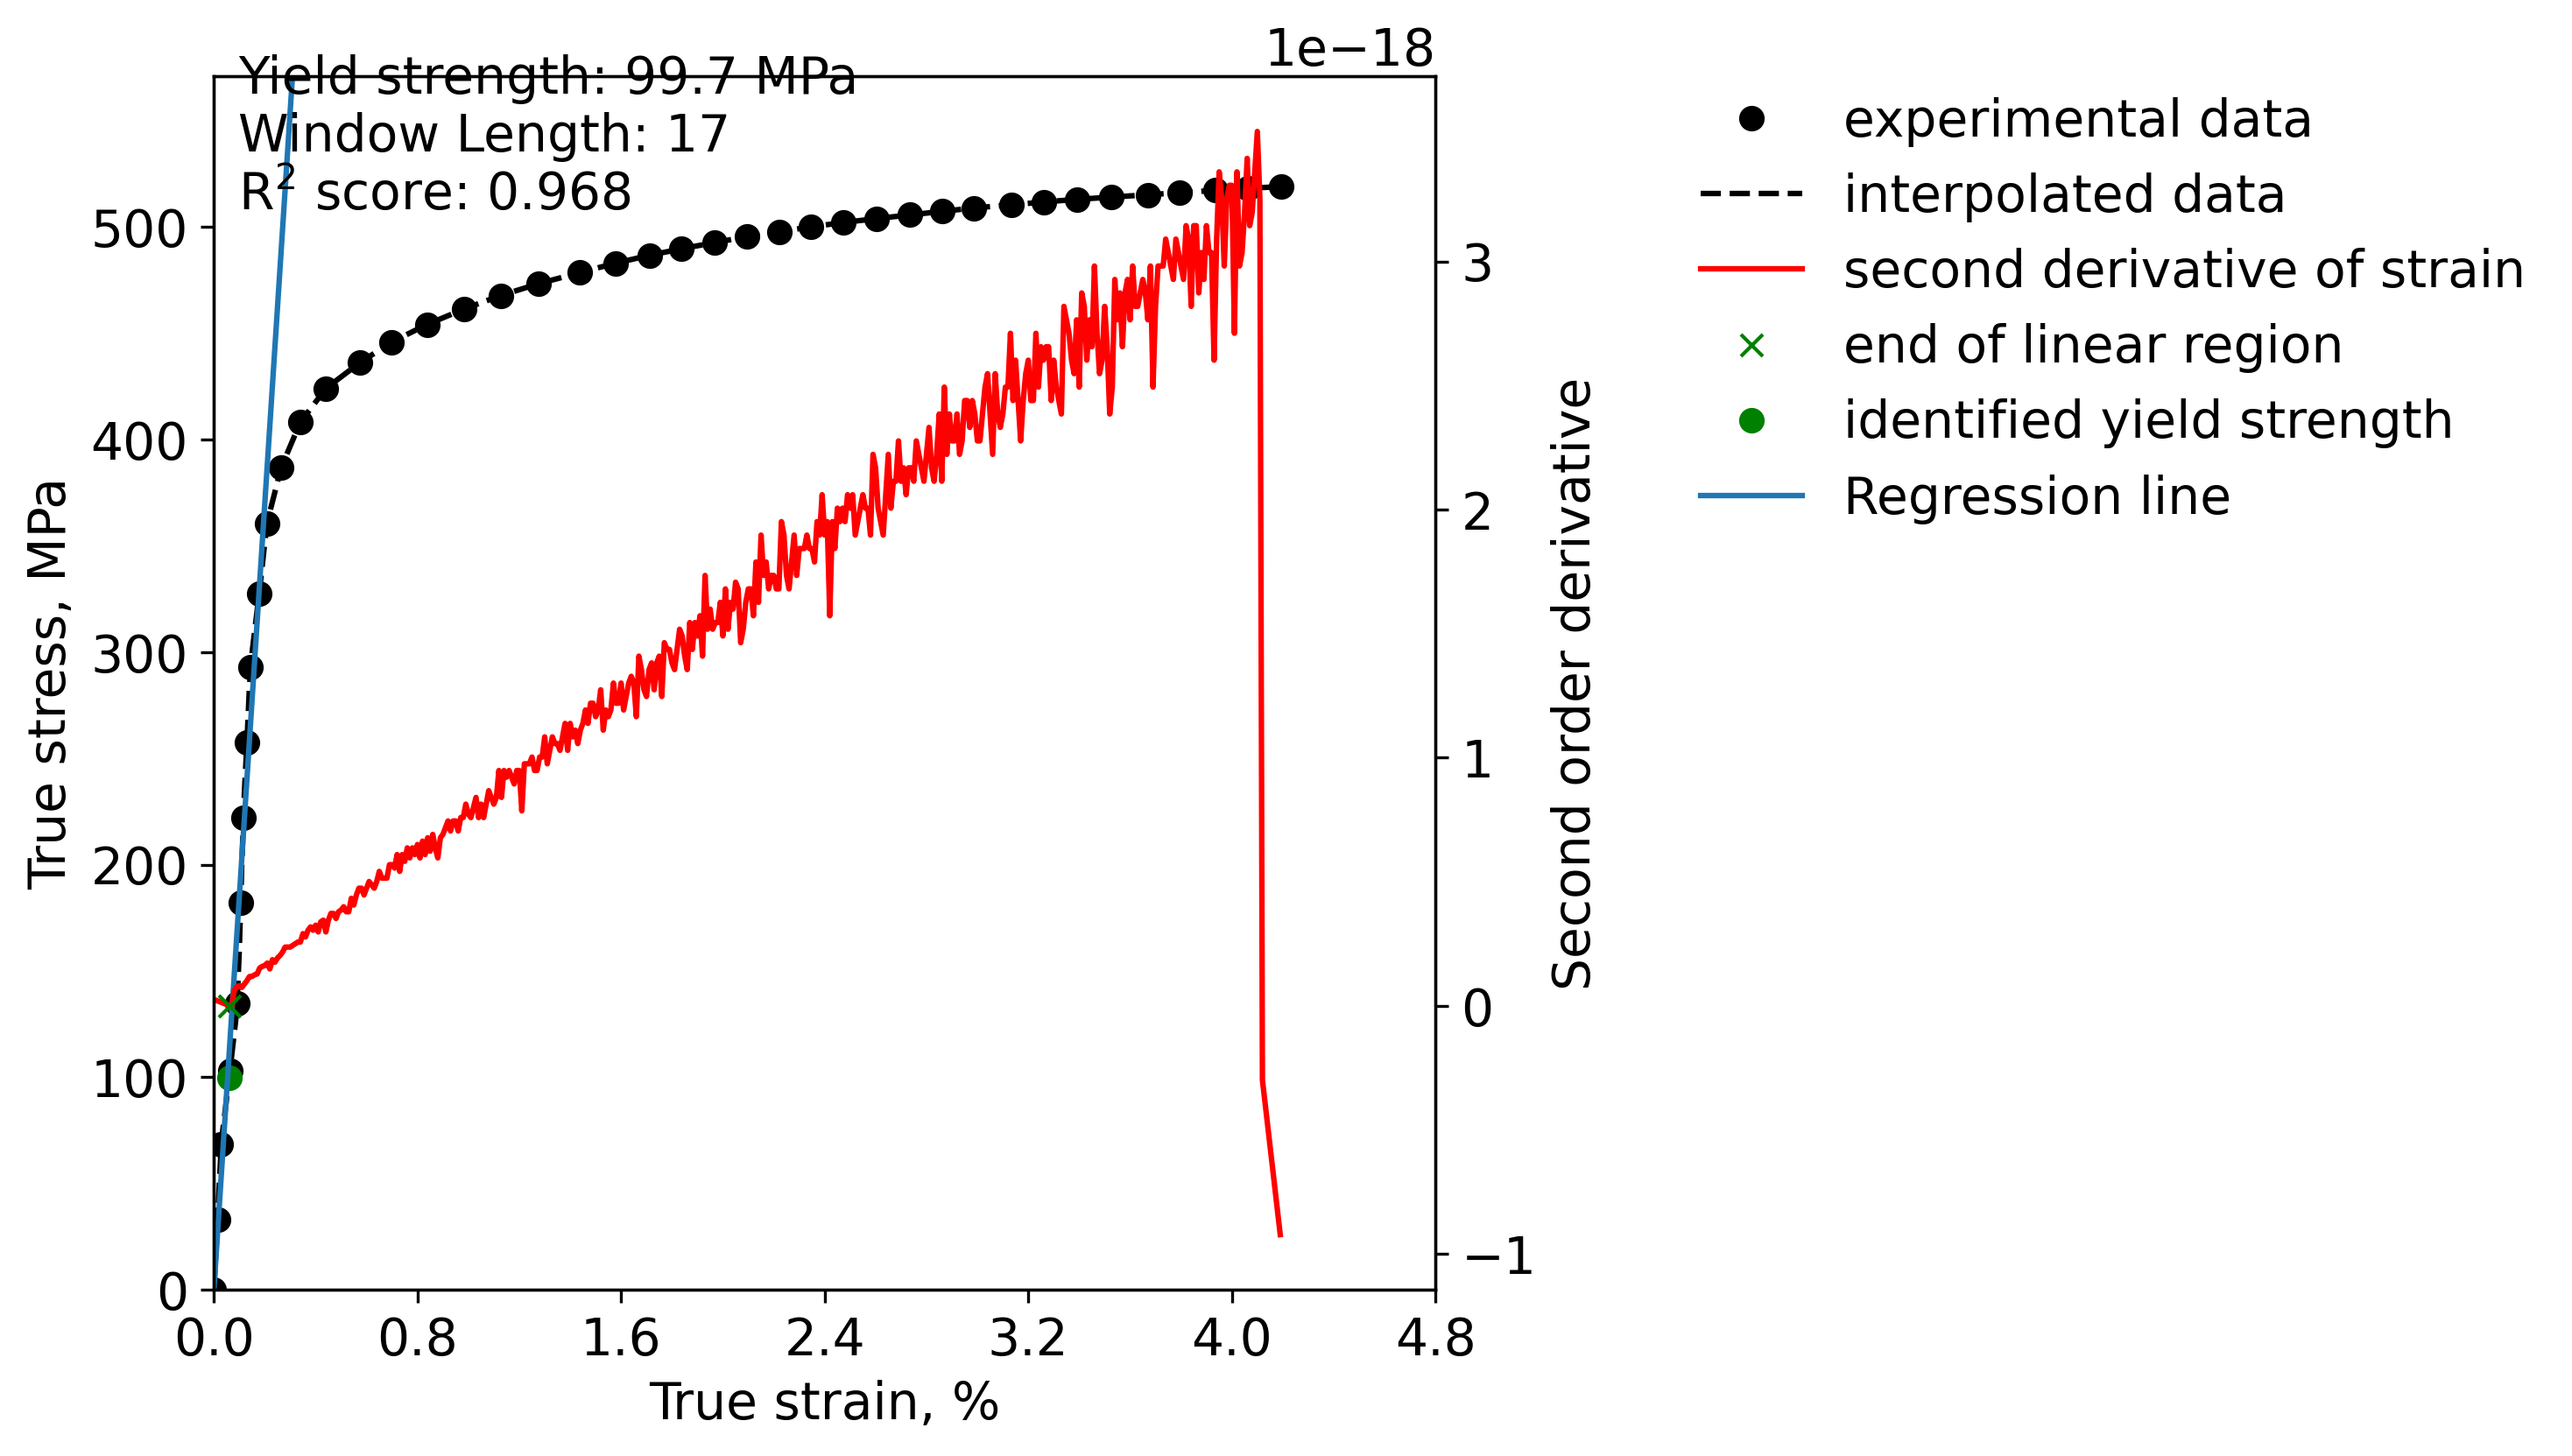 1e−18
Yield strength: 99.7 MPa
Window Length: 17
R² score: 0.968
True stress, MPa
500
400
300
200
100
0
0.0 0.8 1.6 2.4 3.2 4.0 4.8
True strain, %
3
2
1
0
−1
Second order derivative
experimental data
interpolated data
second derivative of strain
end of linear region
identified yield strength
Regression line